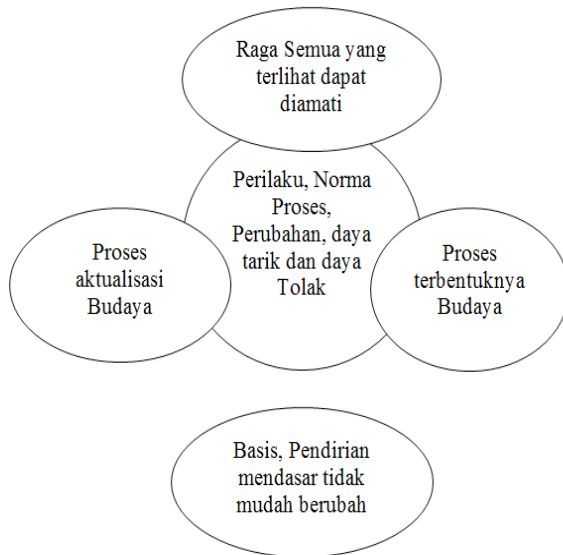 Raga Semua yang
terlihat dapat
diamati
Perilaku, Norma
Proses,
Perubahan, daya
tarik dan daya
Tolak
Proses
aktualisasi
Budaya
Proses
terbentuknya
Budaya
Basis, Pendirian
mendasar tidak
mudah berubah